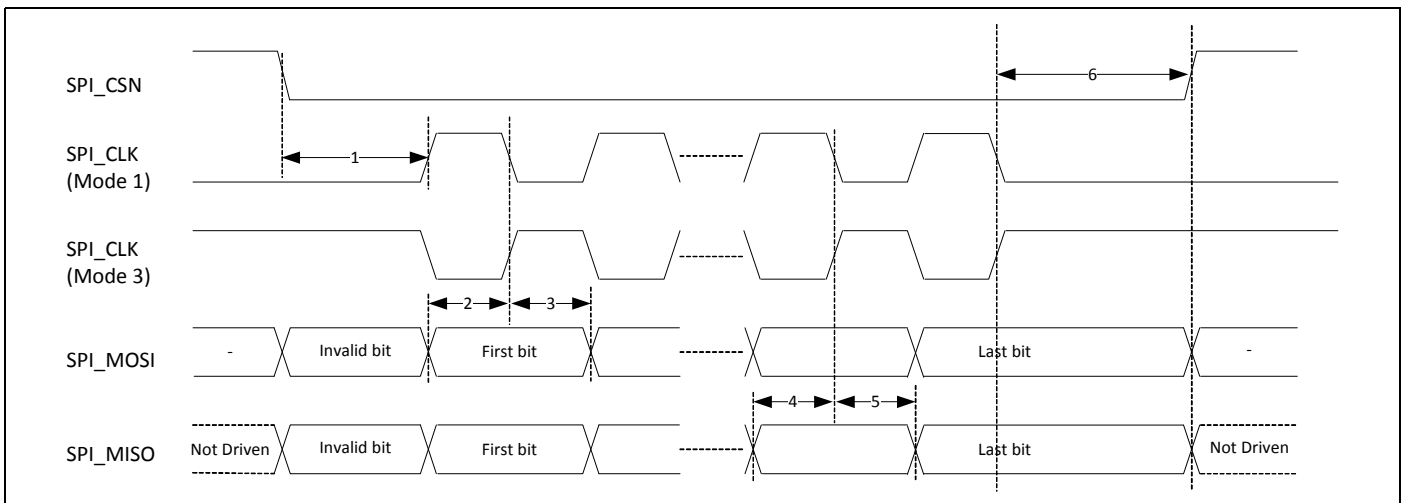 SPI_CSN
6
SPI_CLK
(Mode 1)
1
SPI_CLK
(Mode 3)
2
3
SPI_MOSI
-
Invalid bit
First bit
Last bit
-
4
5
SPI_MISO
Not Driven
Invalid bit
First bit
Last bit
Not Driven